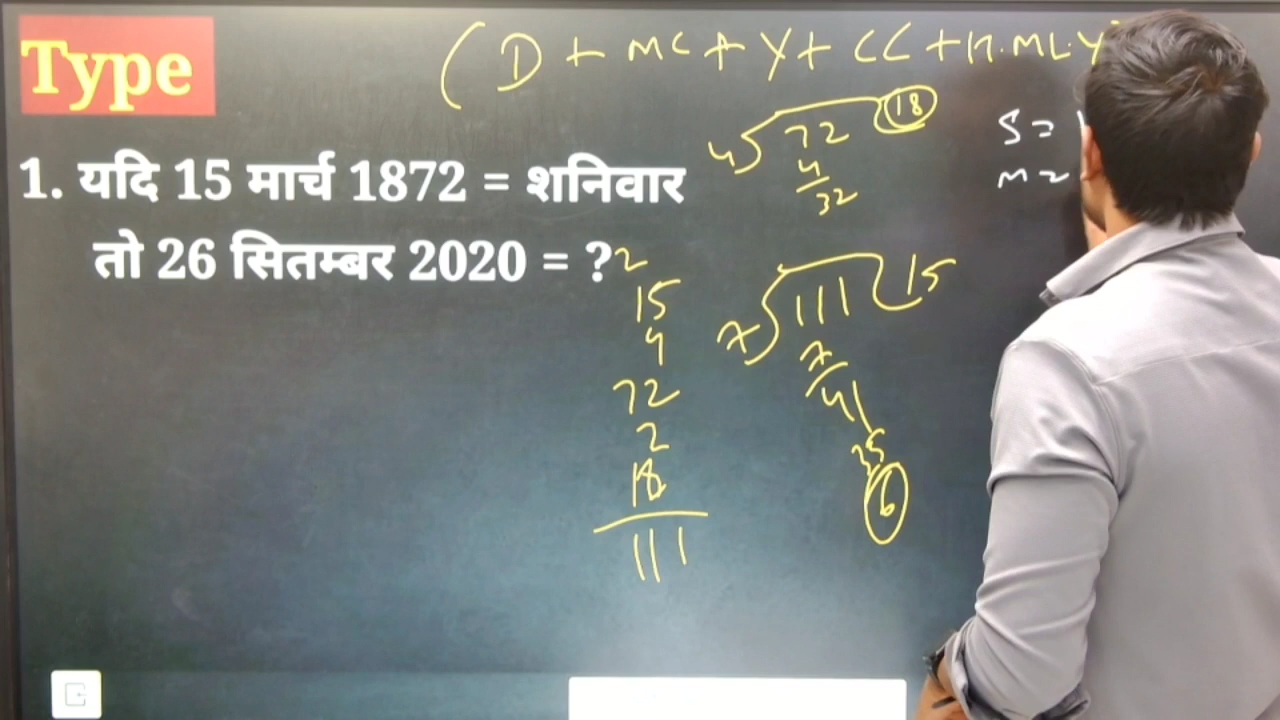 Type
(D + MC + Y + CC + n.ML.Y
1. यदि 15 मार्च 1872 = शनिवार
तो 26 सितम्बर 2020 = ?
4) 72 (18
4
32
S =
M =
2
15
4
72
2
18
111
7) 111 (15
7
41
35
6